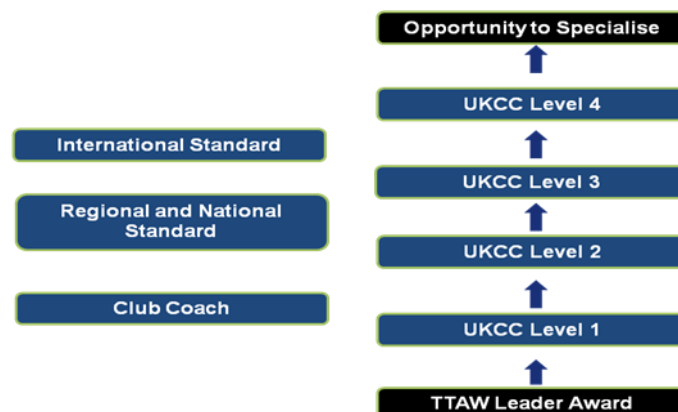 Opportunity to Specialise
UKCC Level 4
International Standard
UKCC Level 3
Regional and National
Standard
UKCC Level 2
Club Coach
UKCC Level 1
TTAW Leader Award